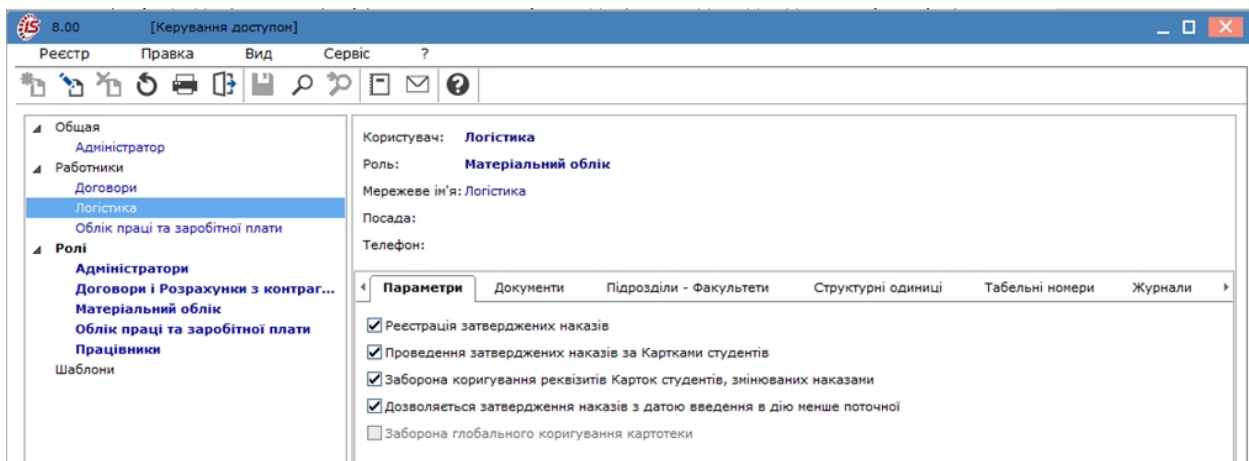 8.00 [Керування доступом]
Реєстр Правка Вид Сервіс ?
Общая
Адміністратор
Работники
Договори
Логістика
Облік праці та заробітної плати
Ролі
Адміністратори
Договори і Розрахунки з контраг...
Матеріальний облік
Облік праці та заробітної плати
Працівники
Шаблони
Користувач: Логістика
Роль: Матеріальний облік
Мережеве ім'я: Логістика
Посада:
Телефон:
Параметри Документи Підрозділи - Факультети Структурні одиниці Табельні номери Журнали
Реєстрація затверджених наказів
Проведення затверджених наказів за Картками студентів
Заборона коригування реквізитів Карток студентів, змінюваних наказами
Дозволяється затвердження наказів з датою введення в дію менше поточної
Заборона глобального коригування картотеки